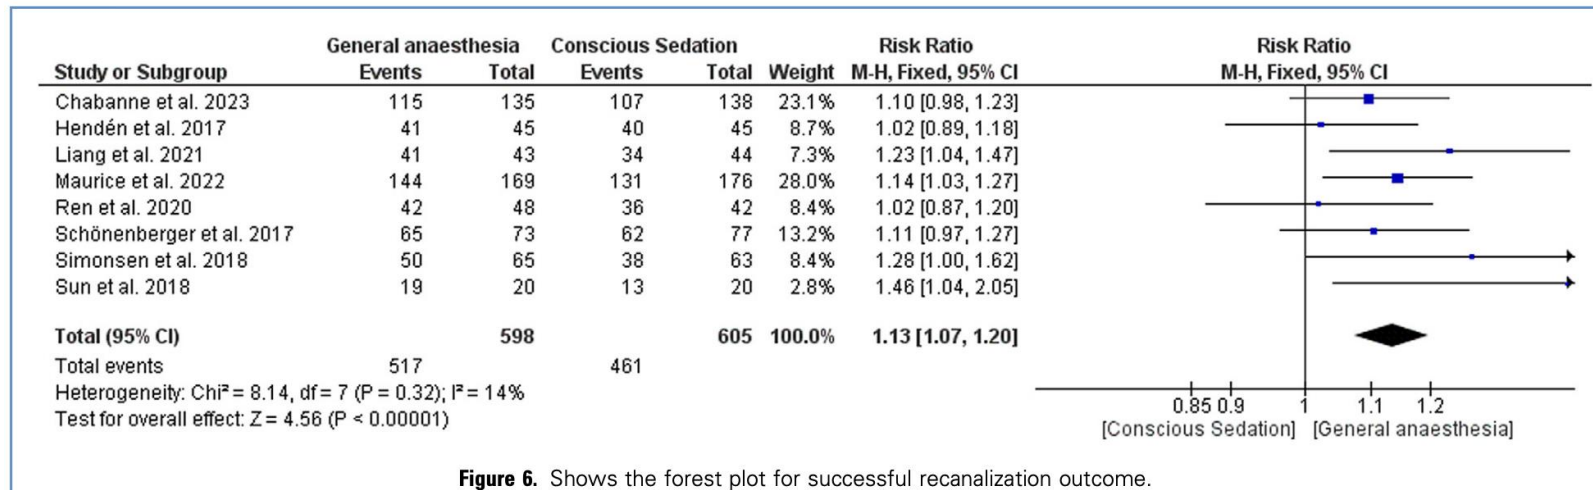 General anaesthesia Conscious Sedation Risk Ratio Risk Ratio
Study or Subgroup Events Total Events Total Weight M-H, Fixed, 95% CI M-H, Fixed, 95% CI
Chabanne et al. 2023 115 135 107 138 23.1% 1.10 [0.98, 1.23]
Hendén et al. 2017 41 45 40 45 8.7% 1.02 [0.89, 1.18]
Liang et al. 2021 41 43 34 44 7.3% 1.23 [1.04, 1.47]
Maurice et al. 2022 144 169 131 176 28.0% 1.14 [1.03, 1.27]
Ren et al. 2020 42 48 36 42 8.4% 1.02 [0.87, 1.20]
Schönenberger et al. 2017 65 73 62 77 13.2% 1.11 [0.97, 1.27]
Simonsen et al. 2018 50 65 38 63 8.4% 1.28 [1.00, 1.62]
Sun et al. 2018 19 20 13 20 2.8% 1.46 [1.04, 2.05]
Total (95% CI) 598 605 100.0% 1.13 [1.07, 1.20]
Total events 517 461
Heterogeneity: Chi² = 8.14, df = 7 (P = 0.32); I² = 14%
Test for overall effect: Z = 4.56 (P < 0.00001)
0.85 0.9 1 1.1 1.2
[Conscious Sedation] [General anaesthesia]
Figure 6. Shows the forest plot for successful recanalization outcome.